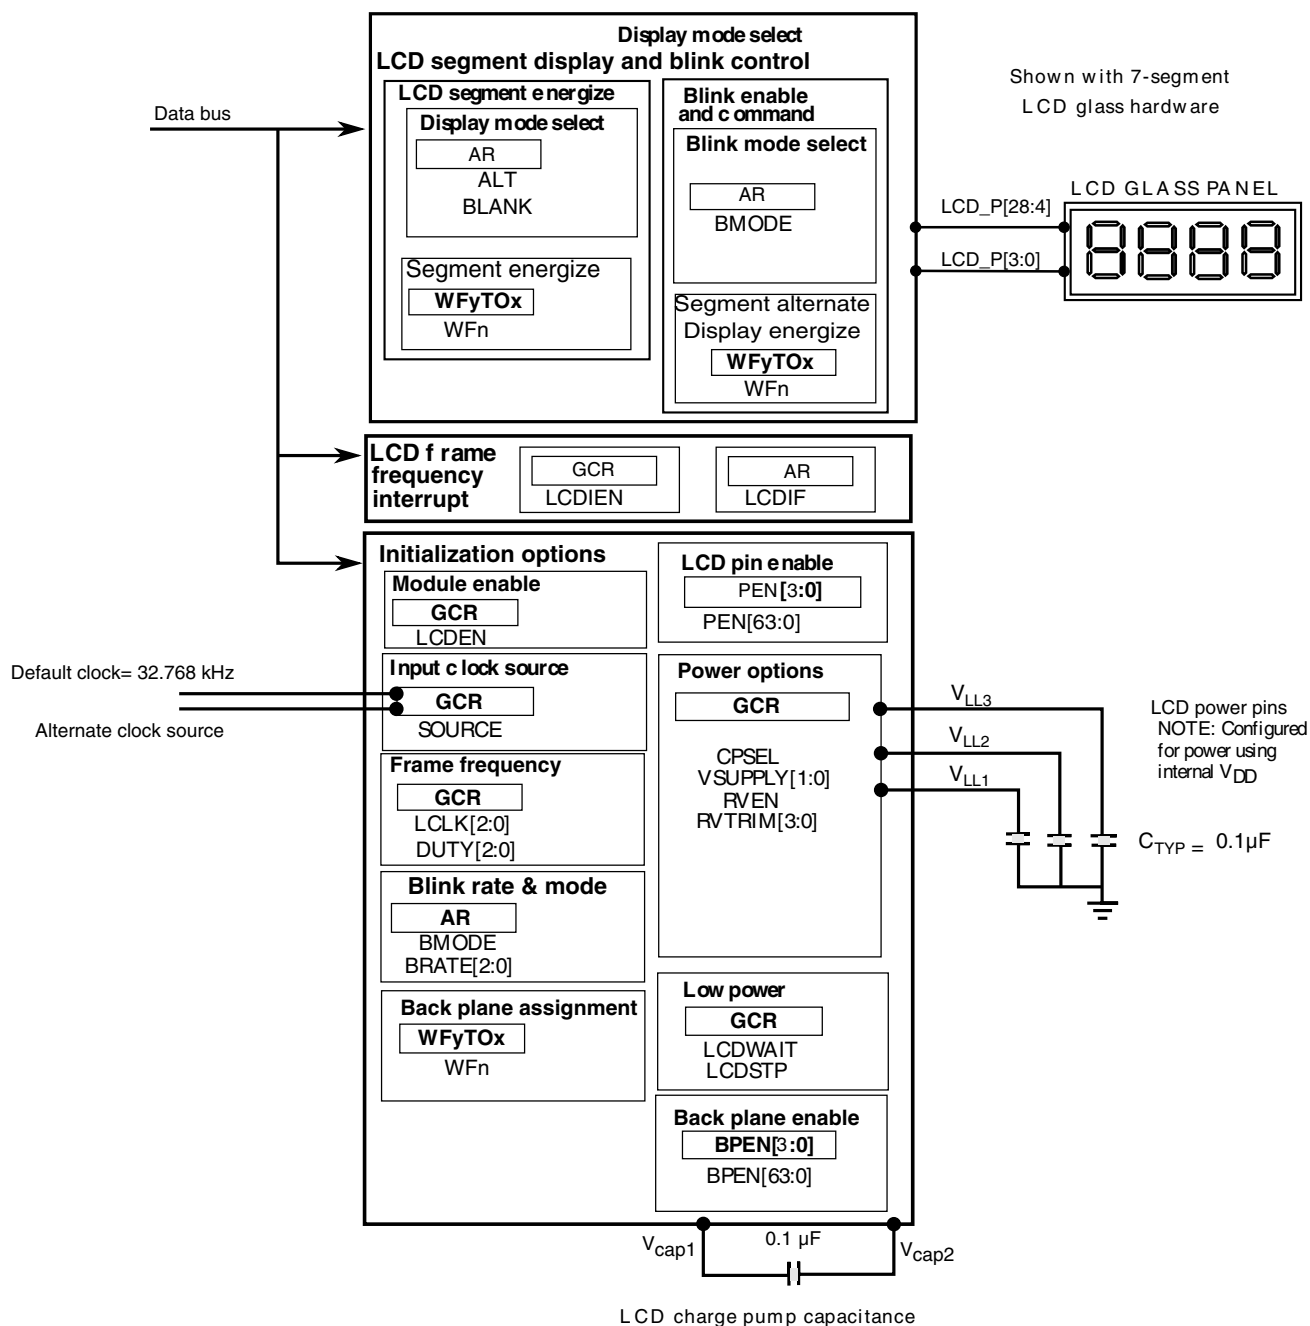 Display mode select
LCD segment display and blink control
LCD segment energize
Display mode select
AR
ALT
BLANK
Segment energize
WFyTOx
WFn
Blink enable
and command
Blink mode select
AR
BMODE
Segment alternate
Display energize
WFyTOx
WFn
Data bus
Shown with 7-segment
LCD glass hardware
LCD GLASS PANEL
LCD_P[28:4]
LCD_P[3:0]
LCD frame
frequency
interrupt
GCR
LCDIEN
AR
LCDIF
Initialization options
Module enable
GCR
LCDEN
Input clock source
GCR
SOURCE
Default clock= 32.768 kHz
Alternate clock source
Frame frequency
GCR
LCLK[2:0]
DUTY[2:0]
Blink rate & mode
AR
BMODE
BRATE[2:0]
Back plane assignment
WFyTOx
WFn
LCD pin enable
PEN[3:0]
PEN[63:0]
Power options
GCR
CPSEL
VSUPPLY[1:0]
RVEN
RVTRIM[3:0]
Low power
GCR
LCDWAIT
LCDSTP
Back plane enable
BPEN[3:0]
BPEN[63:0]
VLL3
VLL2
VLL1
LCD power pins
NOTE: Configured
for power using
internal VDD
CTYP = 0.1µF
Vcap1
0.1 µF
Vcap2
LCD charge pump capacitance